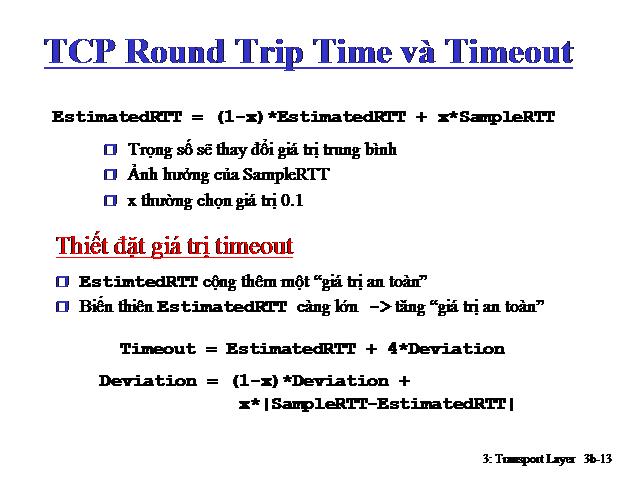 TCP Round Trip Time và Timeout
EstimatedRTT = (1-x)*EstimatedRTT + x*SampleRTT
Trọng số sẽ thay đổi giá trị trung bình
Ảnh hưởng của SampleRTT
x thường chọn giá trị 0.1
Thiết đặt giá trị timeout
EstimtedRTT cộng thêm một “giá trị an toàn”
Biến thiên EstimatedRTT càng lớn -> tăng “giá trị an toàn”
Timeout = EstimatedRTT + 4*Deviation
Deviation = (1-x)*Deviation +
x*|SampleRTT-EstimatedRTT|
3: Transport Layer 3b-13